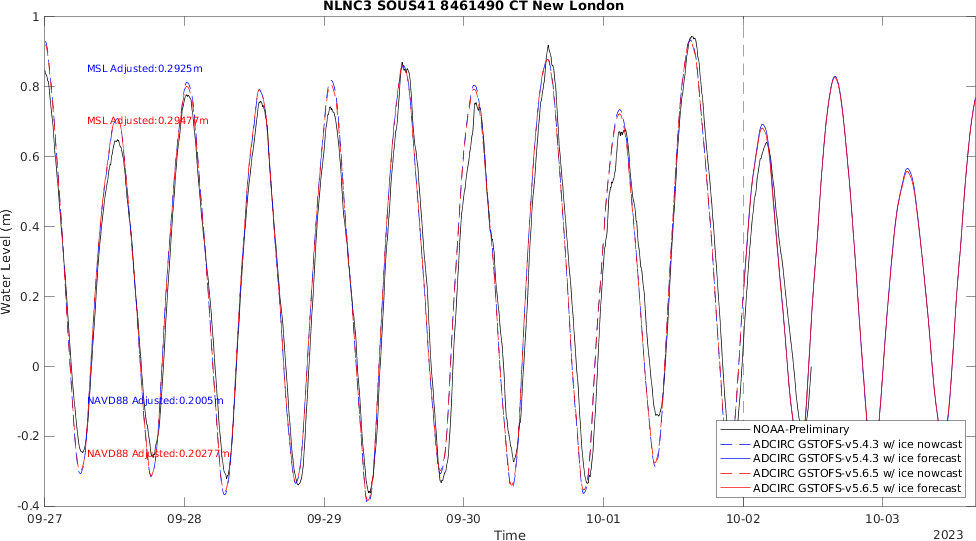 NLNC3 SOUS41 8461490 CT New London
1
0.8
0.6
0.4
0.2
0
-0.2
-0.4
Water Level (m)
MSL Adjusted:0.2925m
MSL Adjusted:0.29477m
NAVD88 Adjusted:0.2005m
NAVD88 Adjusted:0.20277m
NOAA-Preliminary
ADCIRC GSTOFS-v5.4.3 w/ ice nowcast
ADCIRC GSTOFS-v5.4.3 w/ ice forecast
ADCIRC GSTOFS-v5.6.5 w/ ice nowcast
ADCIRC GSTOFS-v5.6.5 w/ ice forecast
09-27 09-28 09-29 09-30 10-01 10-02 10-03
Time
2023